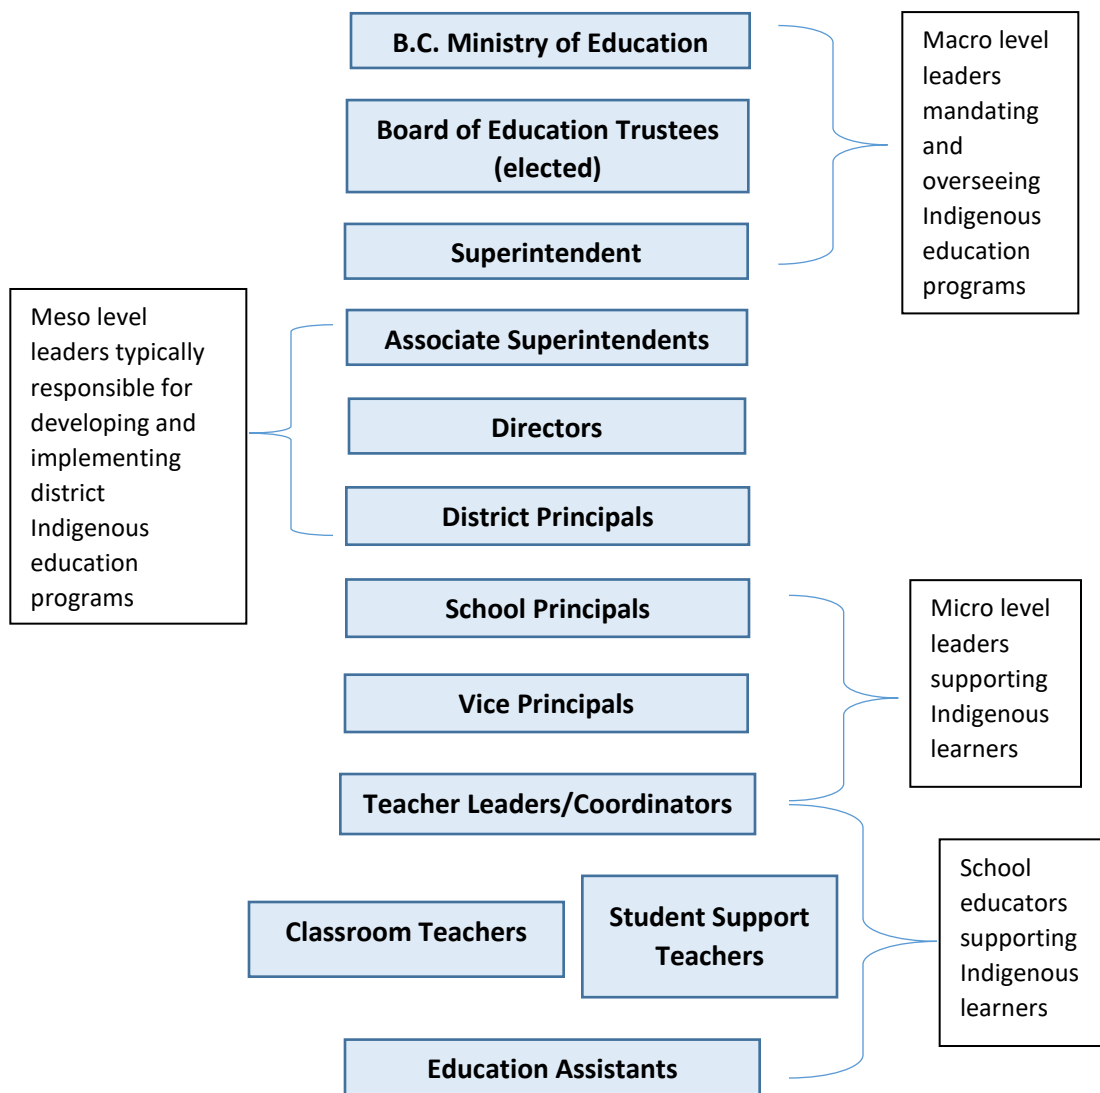 B.C. Ministry of Education
Macro level
leaders
mandating
and
overseeing
Indigenous
education
programs
Board of Education Trustees
(elected)
Superintendent
Meso level
leaders typically
responsible for
developing and
implementing
district
Indigenous
education
programs
Associate Superintendents
Directors
District Principals
School Principals
Micro level
leaders
supporting
Indigenous
learners
Vice Principals
Teacher Leaders/Coordinators
School
educators
supporting
Indigenous
learners
Classroom Teachers
Student Support
Teachers
Education Assistants